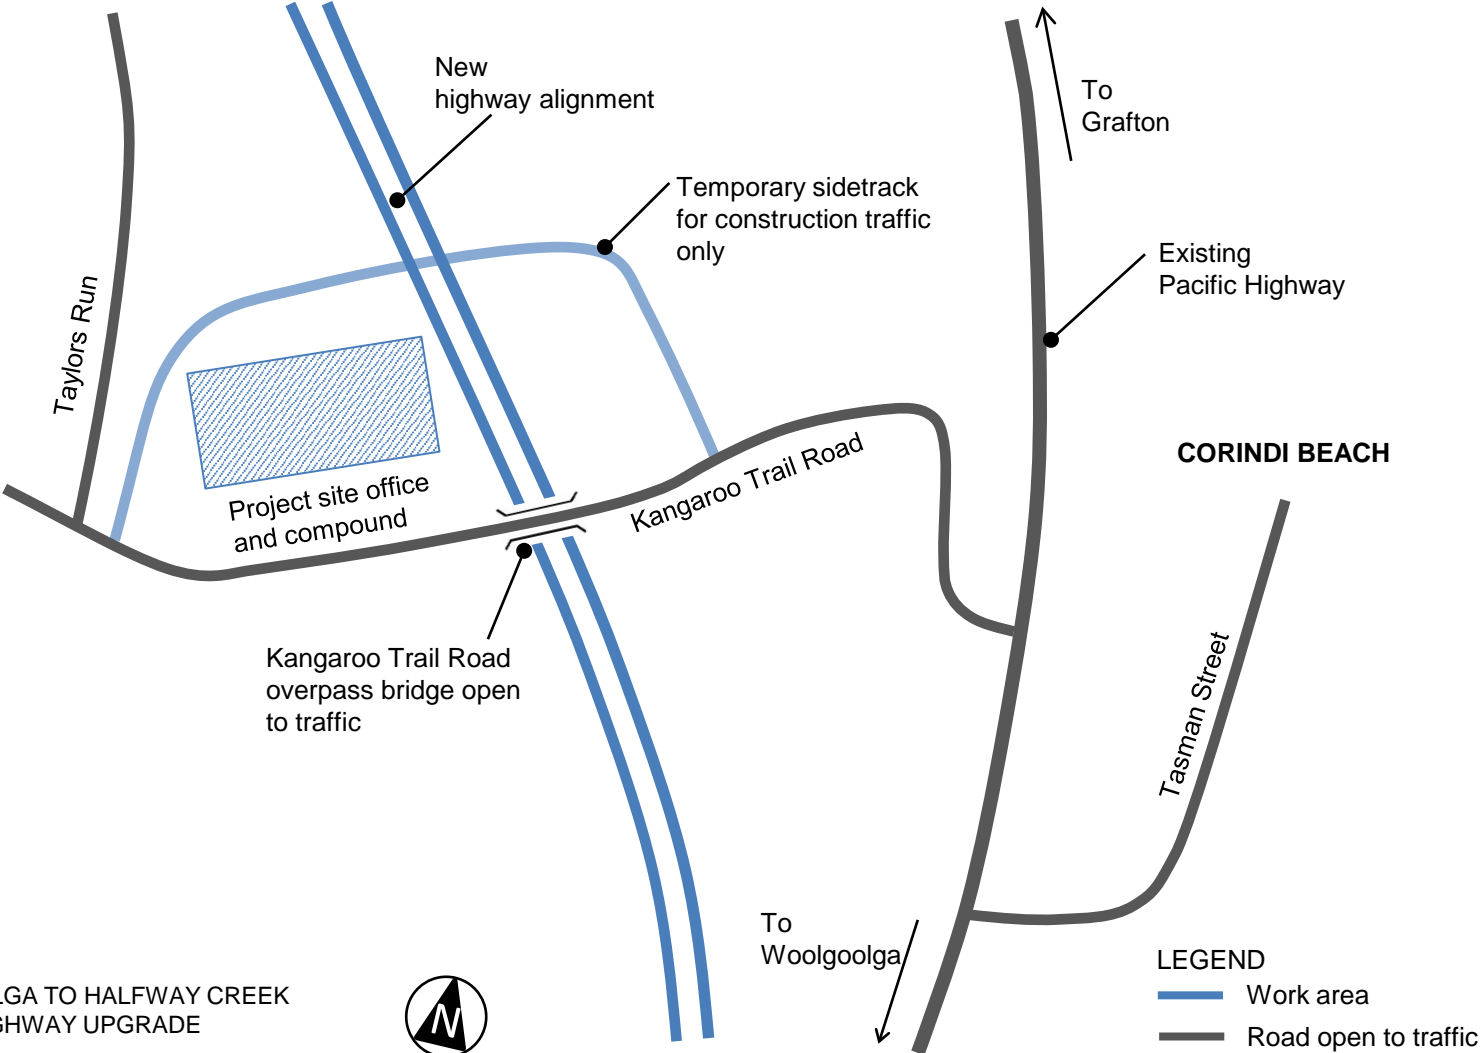 New
highway alignment
To
Grafton
Temporary sidetrack
for construction traffic
only
Existing
Pacific Highway
Taylors Run
CORINDI BEACH
Kangaroo Trail Road
Project site office
and compound
Kangaroo Trail Road
overpass bridge open
to traffic
Tasman Street
To
Woolgoolga
LEGEND
Work area
Road open to traffic
TO HALFWAY CREEK
UPGRADE
N